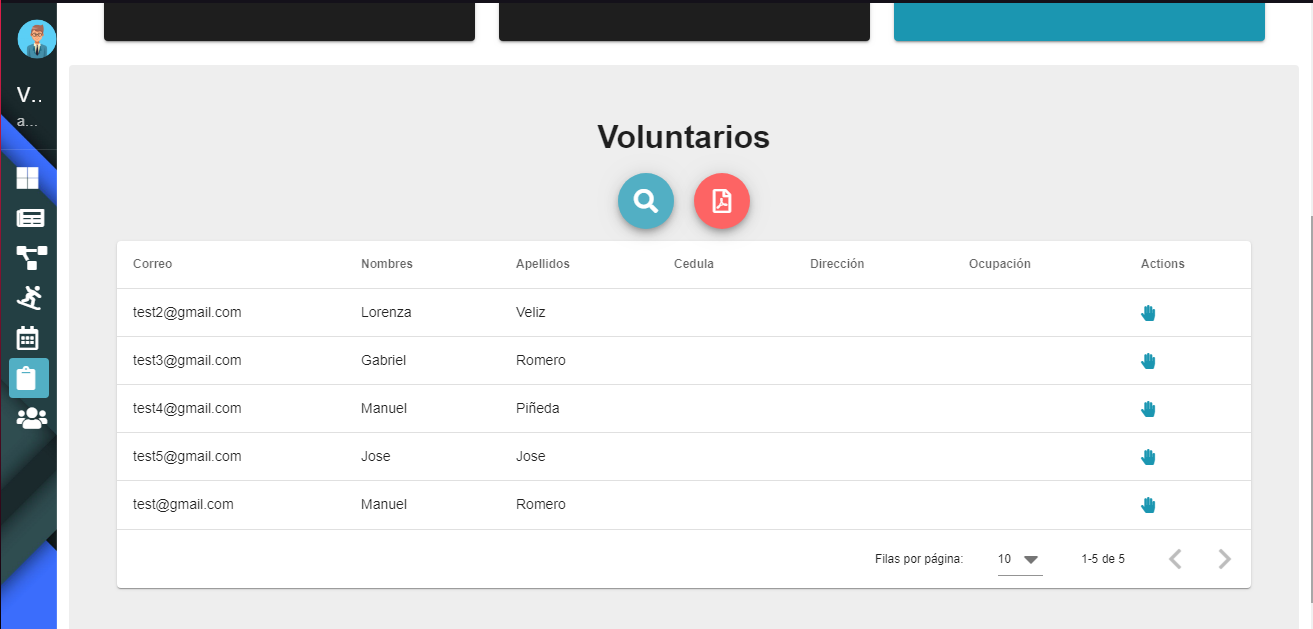 V..
a...
Voluntarios
Correo Nombres Apellidos Cedula Dirección Ocupación Actions
test2@gmail.com Lorenza Veliz
test3@gmail.com Gabriel Romero
test4@gmail.com Manuel Piñeda
test5@gmail.com Jose Jose
test@gmail.com Manuel Romero
Filas por página: 10 1-5 de 5